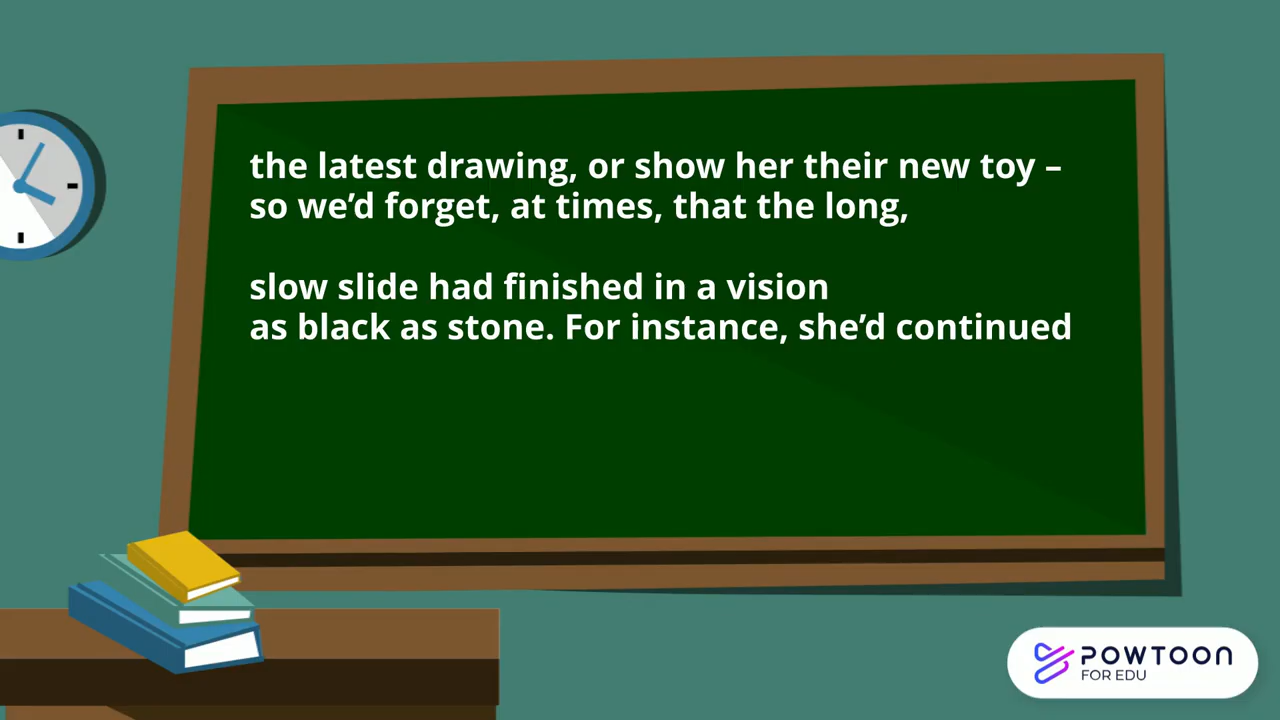 the latest drawing, or show her their new toy –
so we’d forget, at times, that the long,
slow slide had finished in a vision
as black as stone. For instance, she’d continued
POWTOON
FOR EDU